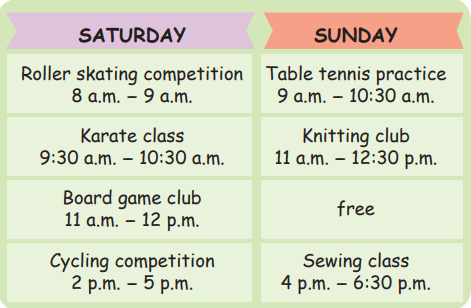 SATURDAY
Roller skating competition
8 a.m. – 9 a.m.
Karate class
9:30 a.m. – 10:30 a.m.
Board game club
11 a.m. – 12 p.m.
Cycling competition
2 p.m. – 5 p.m.
SUNDAY
Table tennis practice
9 a.m. – 10:30 a.m.
Knitting club
11 a.m. – 12:30 p.m.
free
Sewing class
4 p.m. – 6:30 p.m.